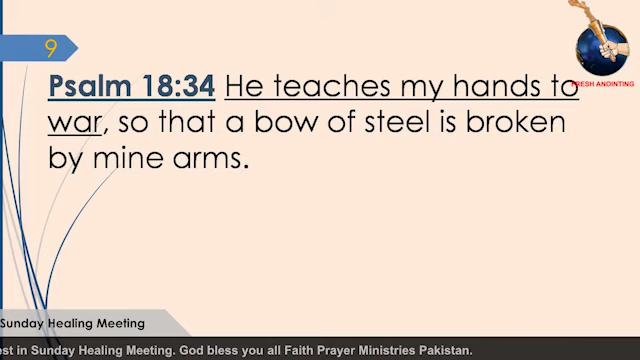 9
FRESH ANOINTING
Psalm 18:34 He teaches my hands to
war, so that a bow of steel is broken
by mine arms.
Sunday Healing Meeting
est in Sunday Healing Meeting. God bless you all Faith Prayer Ministries Pakistan.